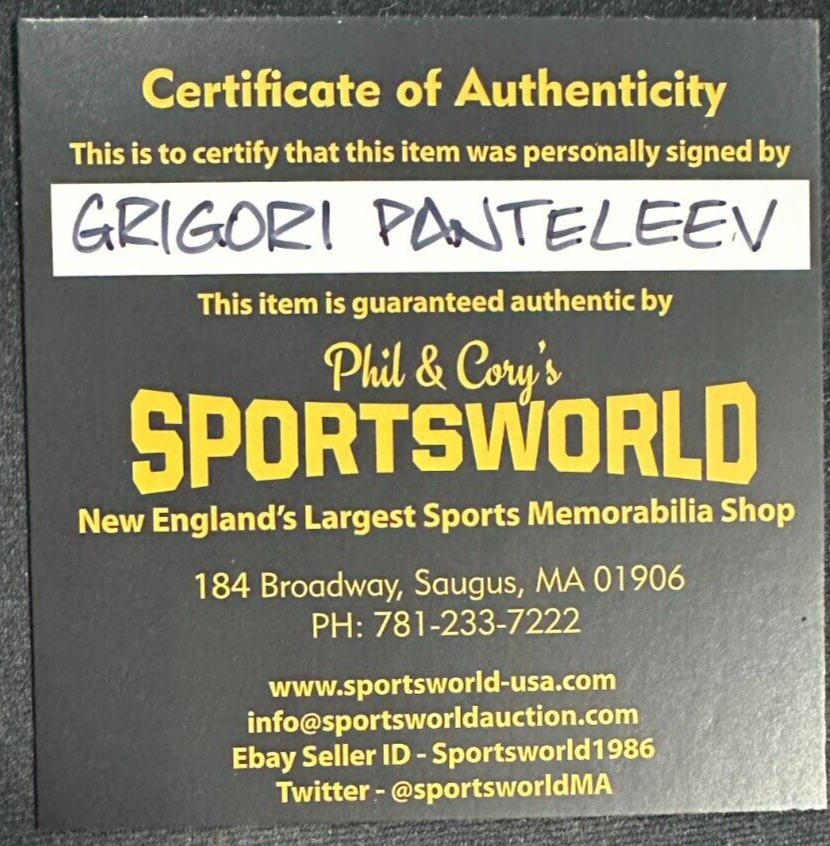 Certificate of Authenticity
This is to certify that this item was personally signed by
GRIGORI PANTELEEV
This item is guaranteed authentic by
Phil & Cory's
SPORTSWORLD
New England's Largest Sports Memorabilia Shop
184 Broadway, Saugus, MA 01906
PH: 781-233-7222
www.sportsworld-usa.com
info@sportsworldauction.com
Ebay Seller ID - Sportsworld1986
Twitter - @sportsworldMA